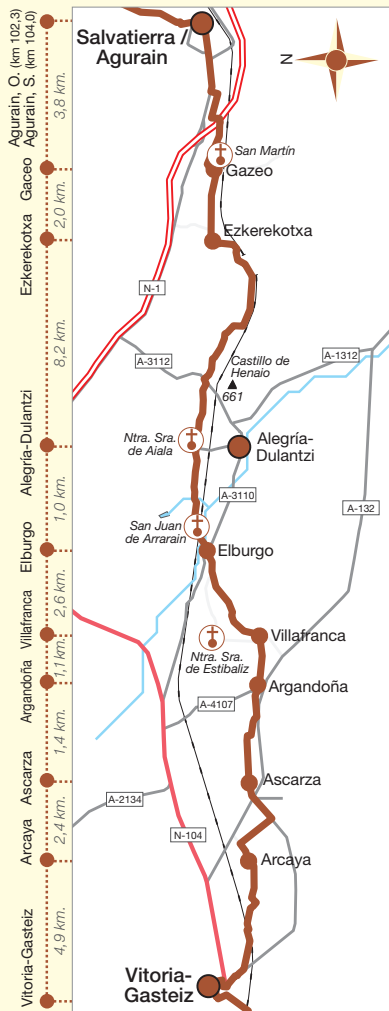 Agurain, O. (km 102,3)
Agurain, S. (km 104,0)
3,8 km.
Gaceo
2,0 km.
Ezkerekotxa
8,2 km.
Alegría-Dulantzi
1,0 km.
Elburgo
2,6 km.
Villafranca
1,1 km.
Argandoña
1,4 km.
Ascarza
2,4 km.
Arcaya
4,9 km.
Vitoria-Gasteiz
Salvatierra /
Agurain
N
San Martín
Gazeo
Ezkerekotxa
N-1
A-3112
Castillo de
Henaio
661
A-1312
Ntra. Sra.
de Aiala
Alegría-
Dulantzi
A-3110
A-132
San Juan
de Arrarain
Elburgo
Villafranca
Ntra. Sra.
de Estibaliz
Argandoña
A-4107
Ascarza
A-2134
N-104
Arcaya
Vitoria-
Gasteiz